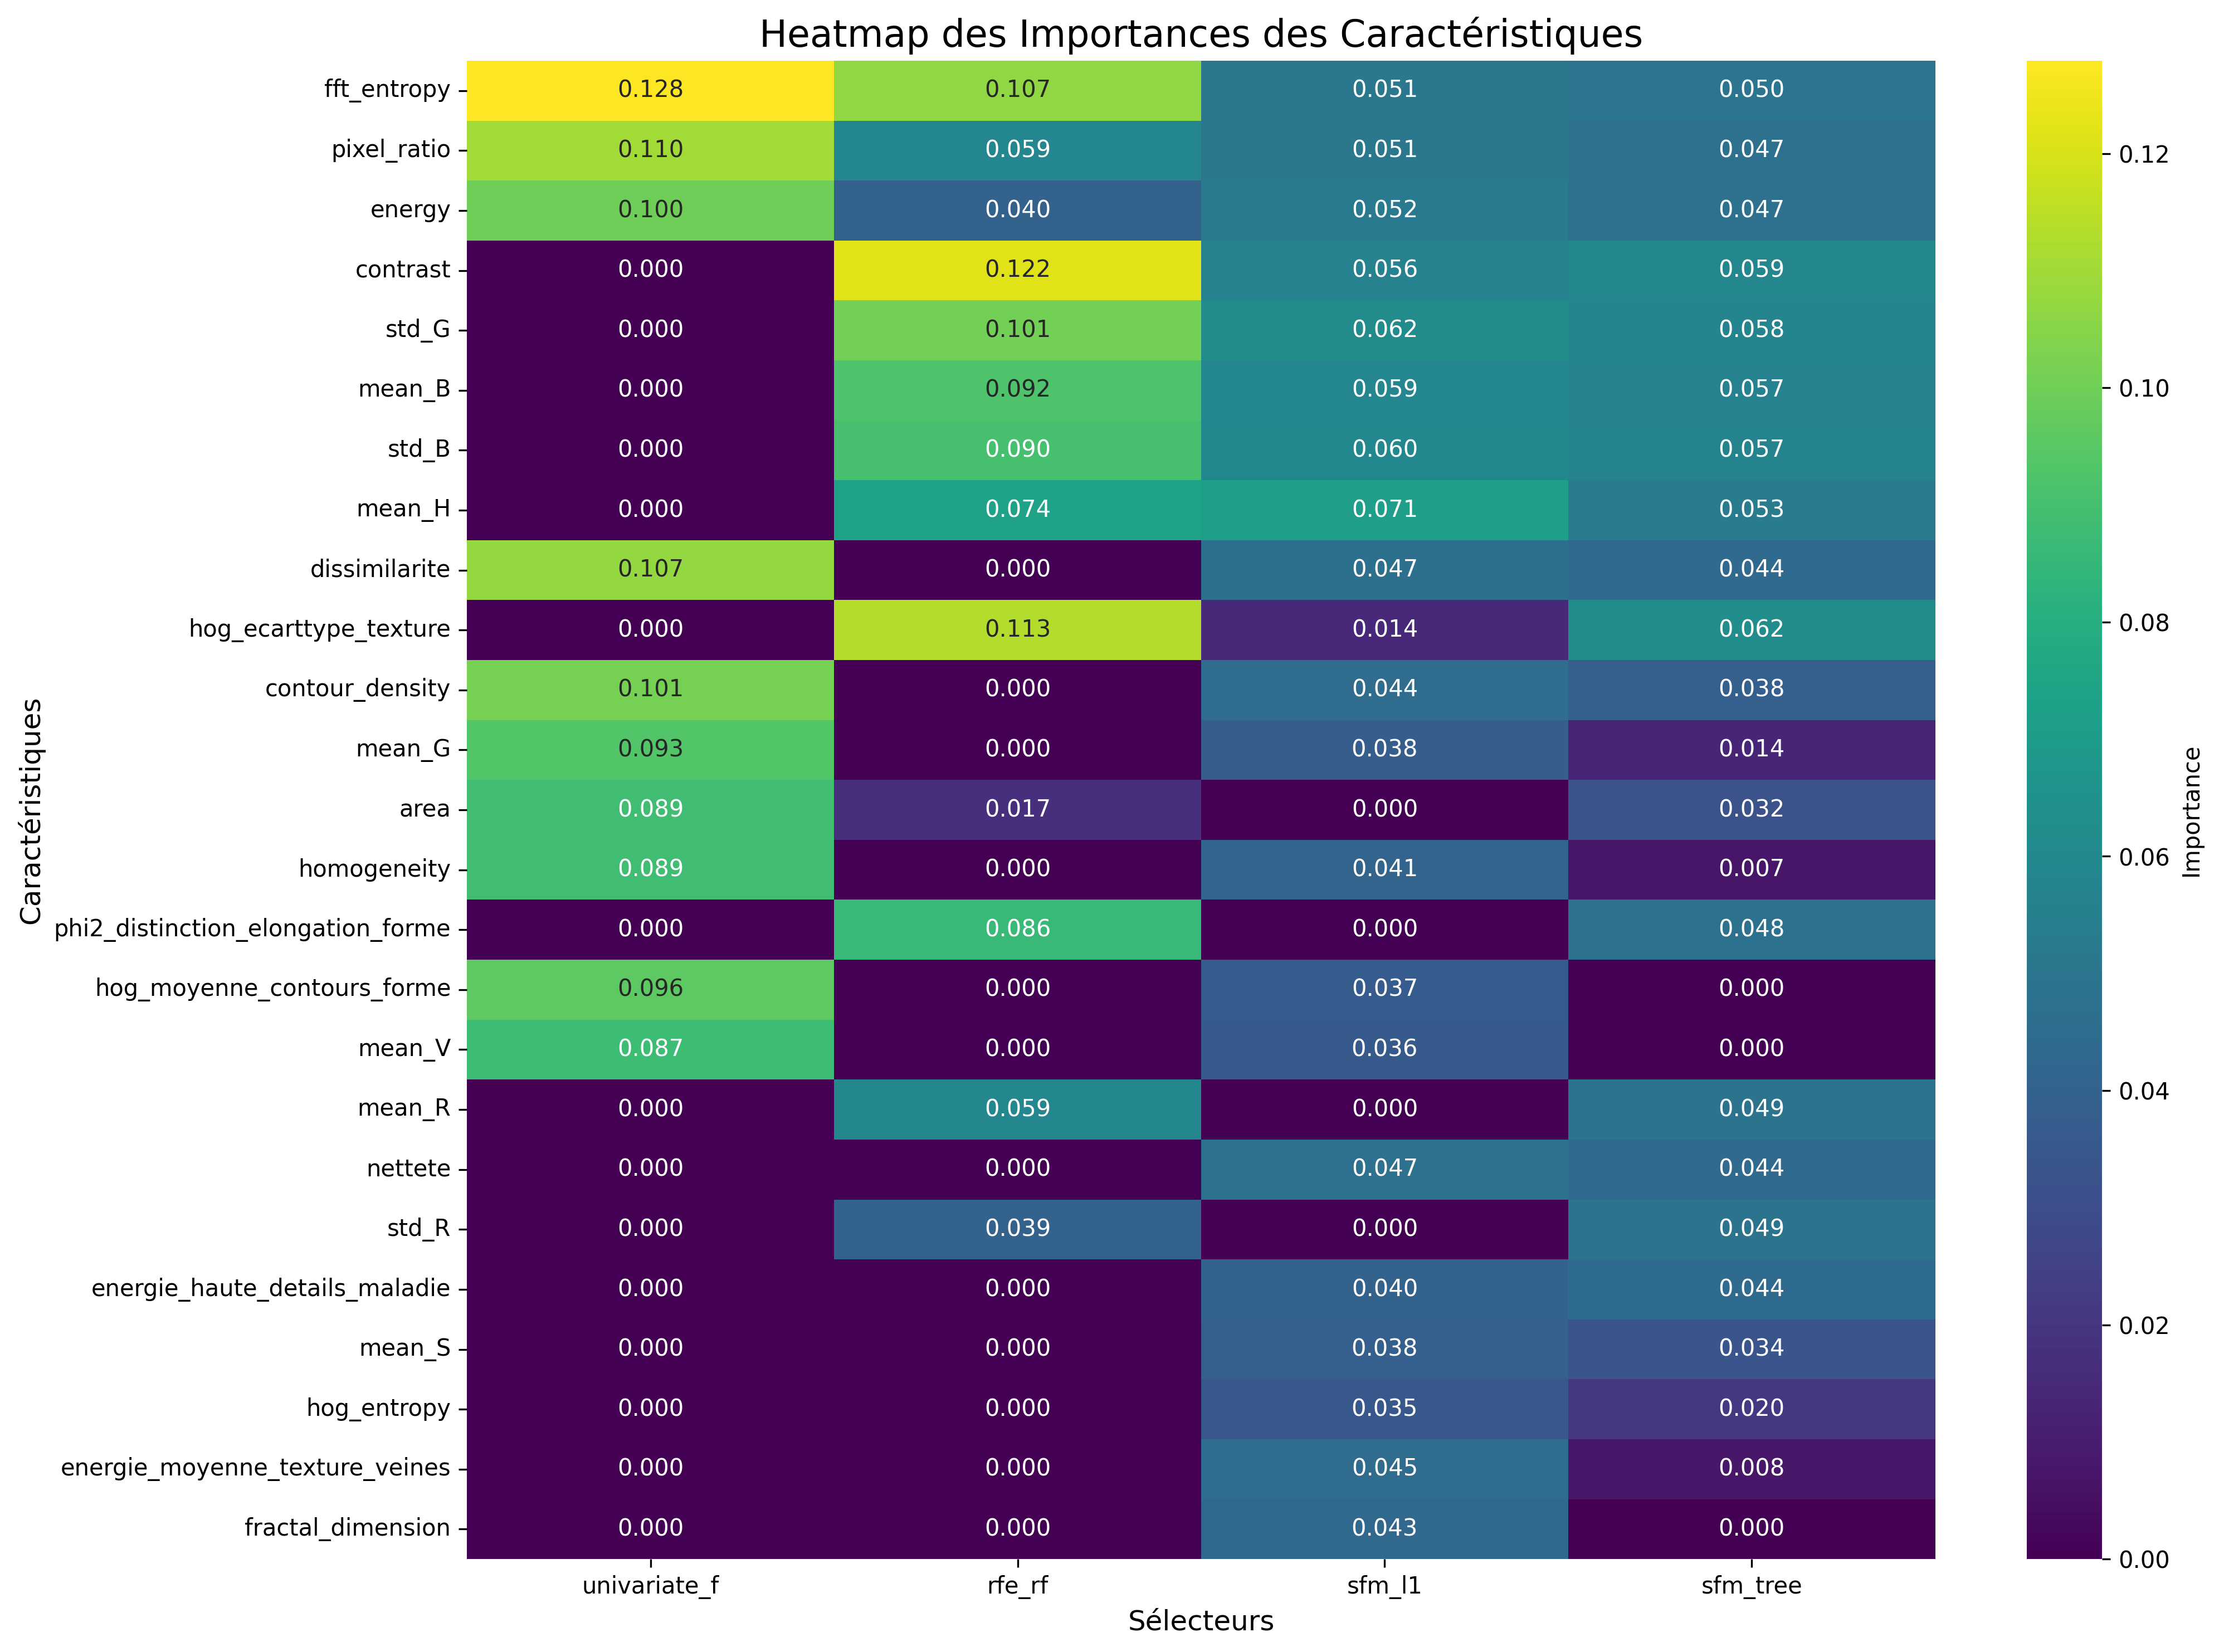 Heatmap des Importances des Caractéristiques
Caractéristiques
fft_entropy 0.128 0.107 0.051 0.050
pixel_ratio 0.110 0.059 0.051 0.047
energy 0.100 0.040 0.052 0.047
contrast 0.000 0.122 0.056 0.059
std_G 0.000 0.101 0.062 0.058
mean_B 0.000 0.092 0.059 0.057
std_B 0.000 0.090 0.060 0.057
mean_H 0.000 0.074 0.071 0.053
dissimilarite 0.107 0.000 0.047 0.044
hog_ecarttype_texture 0.000 0.113 0.014 0.062
contour_density 0.101 0.000 0.044 0.038
mean_G 0.093 0.000 0.038 0.014
area 0.089 0.017 0.000 0.032
homogeneity 0.089 0.000 0.041 0.007
phi2_distinction_elongation_forme 0.000 0.086 0.000 0.048
hog_moyenne_contours_forme 0.096 0.000 0.037 0.000
mean_V 0.087 0.000 0.036 0.000
mean_R 0.000 0.059 0.000 0.049
nettete 0.000 0.000 0.047 0.044
std_R 0.000 0.039 0.000 0.049
energie_haute_details_maladie 0.000 0.000 0.040 0.044
mean_S 0.000 0.000 0.038 0.034
hog_entropy 0.000 0.000 0.035 0.020
energie_moyenne_texture_veines 0.000 0.000 0.045 0.008
fractal_dimension 0.000 0.000 0.043 0.000
univariate_f rfe_rf sfm_l1 sfm_tree
Sélecteurs
0.12
0.10
0.08
0.06
0.04
0.02
0.00
Importance